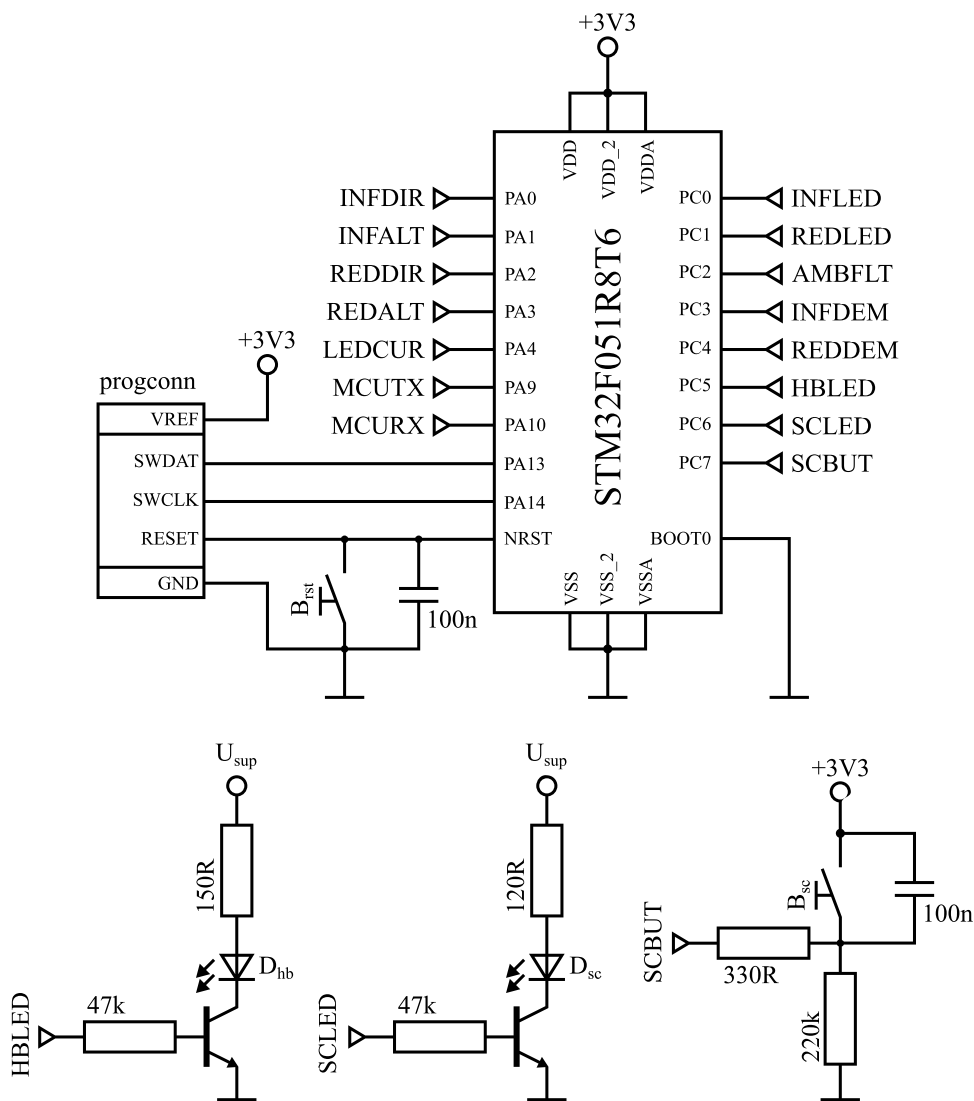 +3V3
VDD
VDD_2
VDDA
INFDIR
PA0
PC0
INFLED
INFALT
PA1
PC1
REDLED
REDDIR
PA2
PC2
AMBFLT
REDALT
PA3
PC3
INFDEM
LEDCUR
PA4
PC4
REDDEM
MCUTX
PA9
PC5
HBLED
MCURX
PA10
PC6
SCLED
PA13
PC7
SCBUT
PA14
NRST
BOOT0
STM32F051R8T6
VSS
VSS_2
VSSA
+3V3
progconn
VREF
SWDAT
SWCLK
RESET
GND
Brst
100n
Usup
150R
Dhb
47k
HBLED
Usup
120R
Dsc
47k
SCLED
+3V3
Bsc
100n
SCBUT
330R
220k